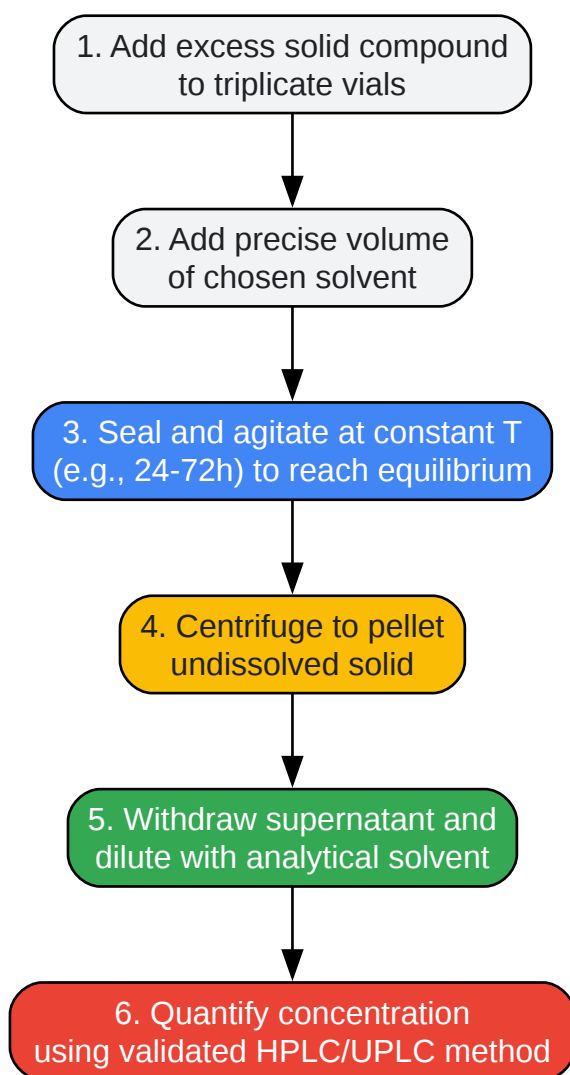 1. Add excess solid compound
to triplicate vials
2. Add precise volume
of chosen solvent
3. Seal and agitate at constant T
(e.g., 24-72h) to reach equilibrium
4. Centrifuge to pellet
undissolved solid
5. Withdraw supernatant and
dilute with analytical solvent
6. Quantify concentration
using validated HPLC/UPLC method